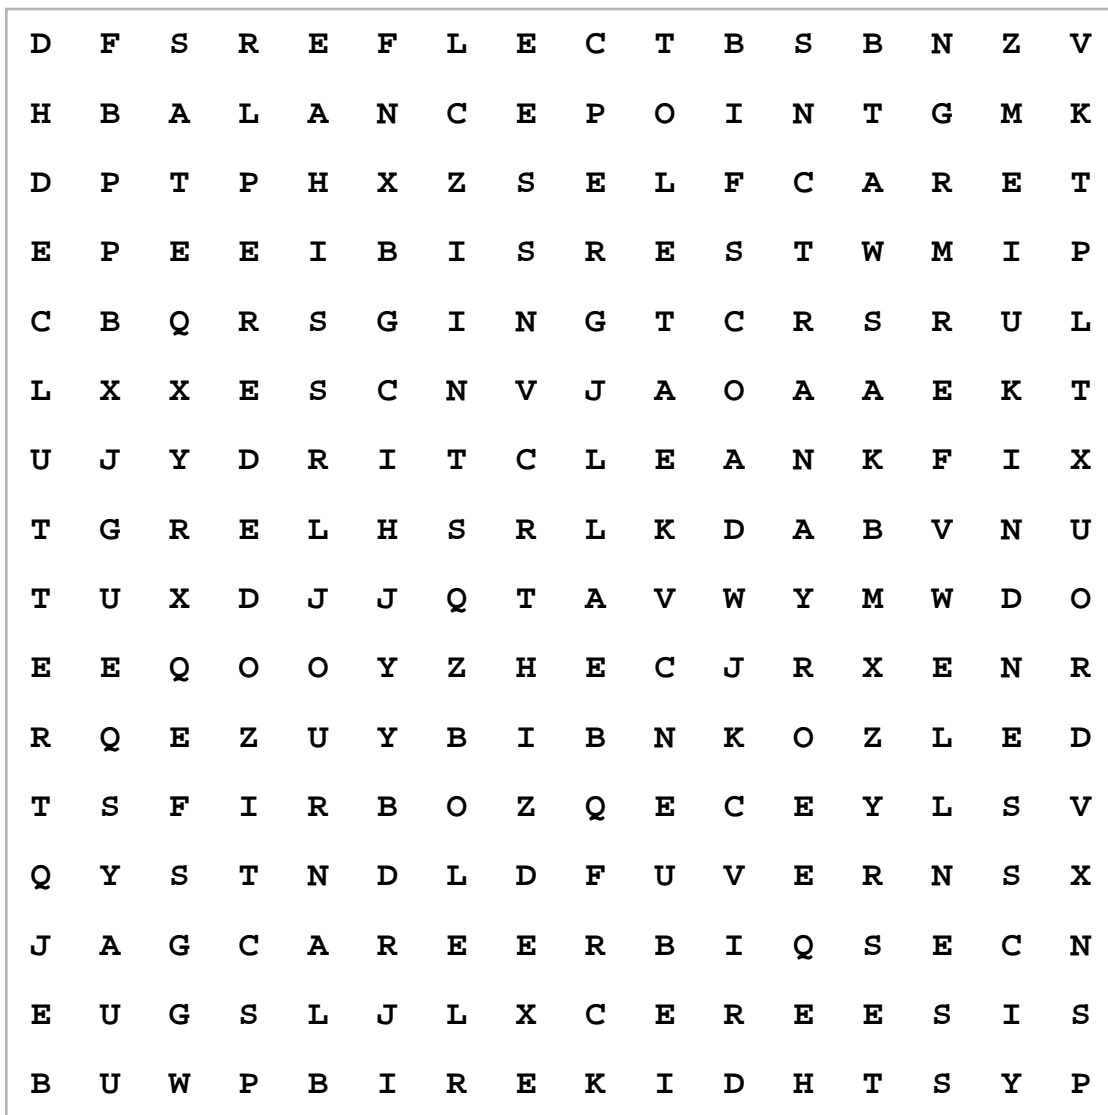 D F S R E F L E C T B S B N Z V
H B A L A N C E P O I N T G M K
D P T P H X Z S E L F C A R E T
E P E E I B I S R E S T W M I P
C B Q R S G I N G T C R S R U L
L X X E S C N V J A O A A E K T
U J Y D R I T C L E A N K F I X
T G R E L H S R L K D A B V N U
T U X D J J Q T A V W Y M W D O
E E Q O O Y Z H E C J R X E N R
R Q E Z U Y B I B N K O Z L E D
T S F I R B O Z Q E C E Y L S V
Q Y S T N D L D F U V E R N S X
J A G C A R E E R B I Q S E C N
E U G S L J L X C E R E E S I S
B U W P B I R E K I D H T S Y P